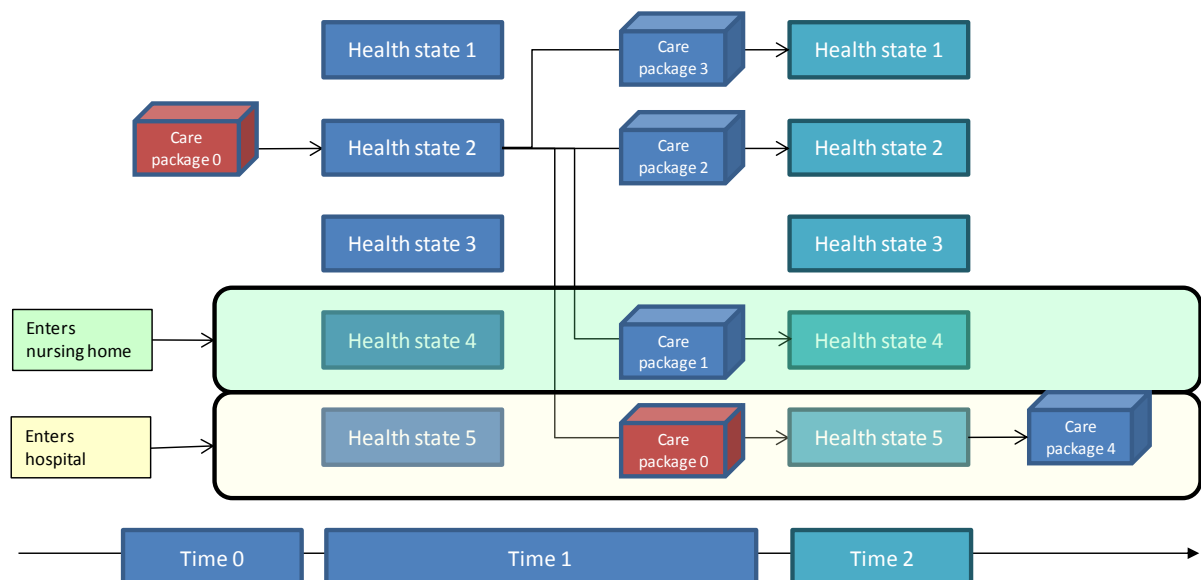 Health state 1
Care
package 3
Health state 1
Care
package 0
Health state 2
Care
package 2
Health state 2
Health state 3
Health state 3
Enters
nursing home
Health state 4
Care
package 1
Health state 4
Enters
hospital
Health state 5
Care
package 0
Health state 5
Care
package 4
Time 0
Time 1
Time 2